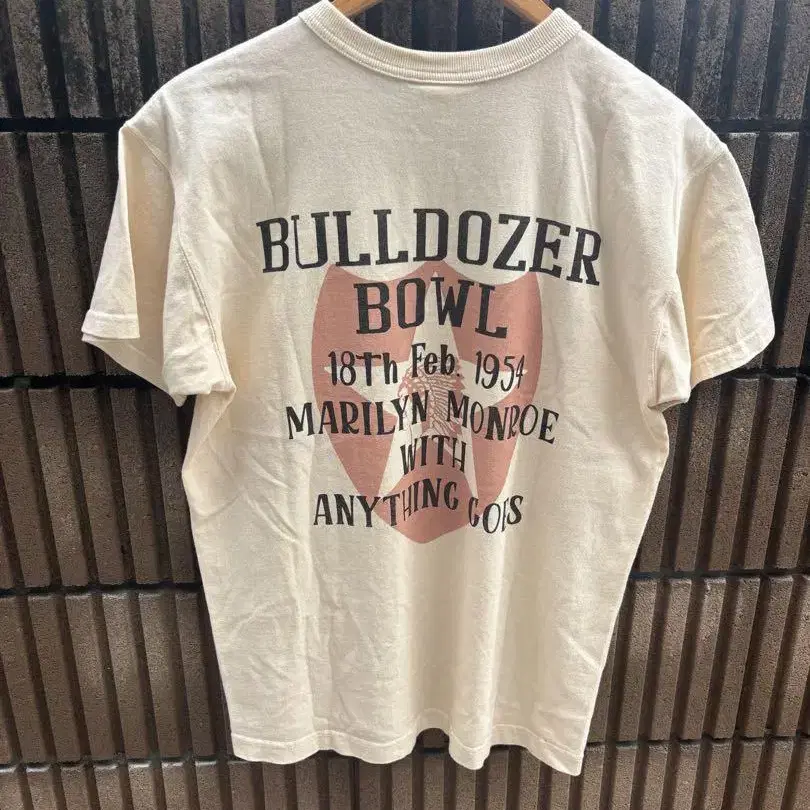 BULLDOZER
BOWL
18Th Feb. 1954
MARILYN MONROE
WITH
ANYTHING GOES